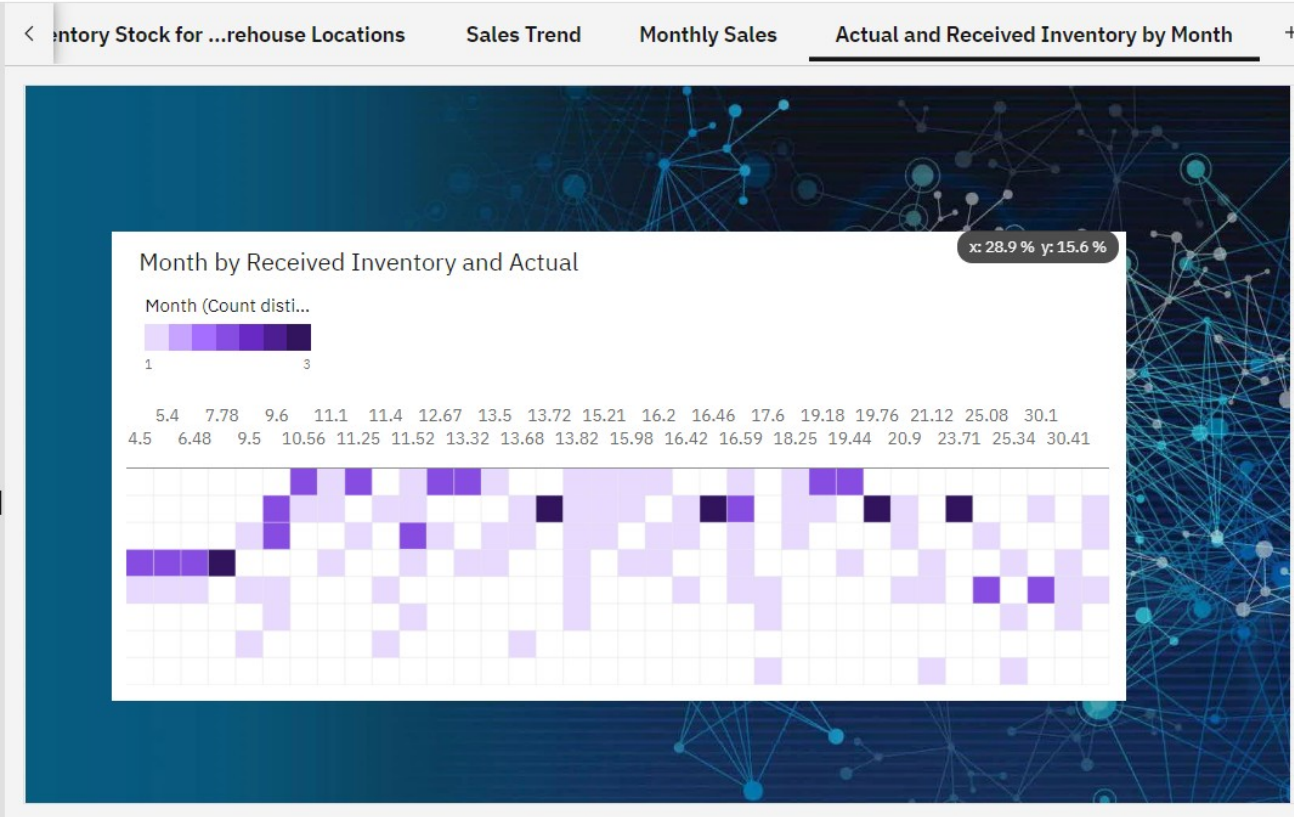 entory Stock for ...rehouse Locations Sales Trend Monthly Sales Actual and Received Inventory by Month +
x: 28.9 % y: 15.6 %
Month by Received Inventory and Actual
Month (Count disti...
1 3
5.4 7.78 9.6 11.1 11.4 12.67 13.5 13.72 15.21 16.2 16.46 17.6 19.18 19.76 21.12 25.08 30.1
4.5 6.48 9.5 10.56 11.25 11.52 13.32 13.68 13.82 15.98 16.42 16.59 18.25 19.44 20.9 23.71 25.34 30.41